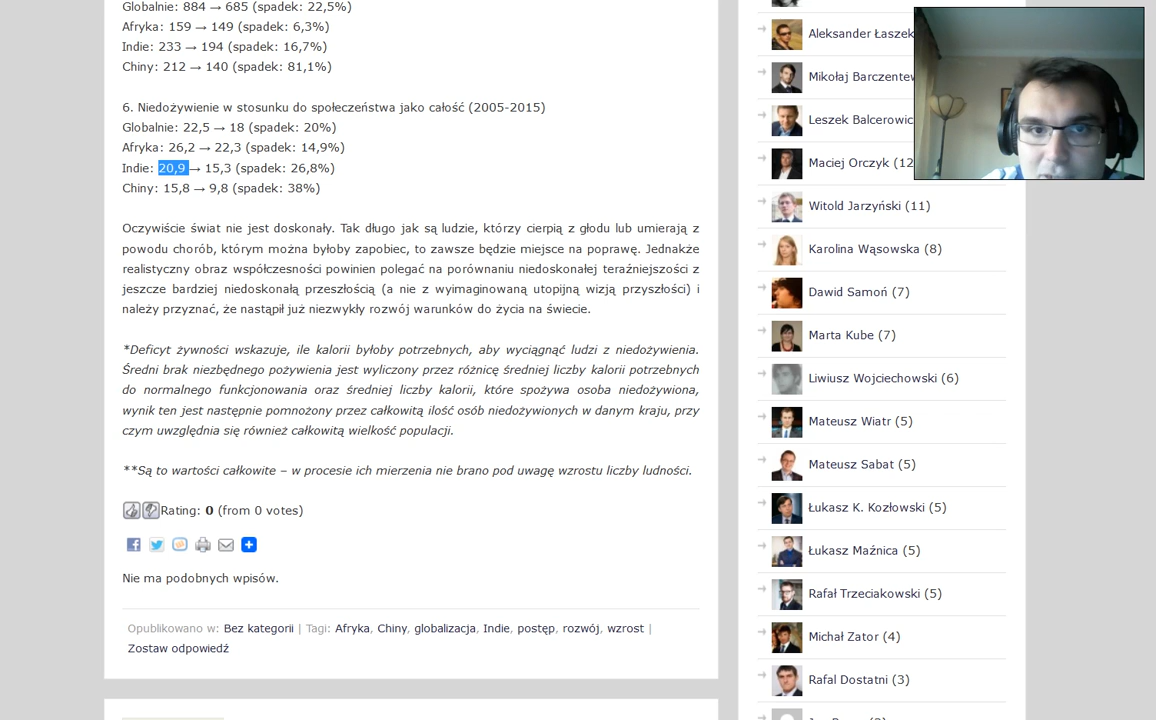 Globalnie: 884 → 685 (spadek: 22,5%)
Afryka: 159 → 149 (spadek: 6,3%)
Indie: 233 → 194 (spadek: 16,7%)
Chiny: 212 → 140 (spadek: 81,1%)
6. Niedożywienie w stosunku do społeczeństwa jako całość (2005-2015)
Globalnie: 22,5 → 18 (spadek: 20%)
Afryka: 26,2 → 22,3 (spadek: 14,9%)
Indie: 20,9 → 15,3 (spadek: 26,8%)
Chiny: 15,8 → 9,8 (spadek: 38%)
Oczywiście świat nie jest doskonały. Tak długo jak są ludzie, którzy cierpią z głodu lub umierają z
powodu chorób, którym można byłoby zapobiec, to zawsze będzie miejsce na poprawę. Jednakże
realistyczny obraz współczesności powinien polegać na porównaniu niedoskonałej teraźniejszości z
jeszcze bardziej niedoskonałą przeszłością (a nie z wyimaginowaną utopijną wizją przyszłości) i
należy przyznać, że nastąpił już niezwykły rozwój warunków do życia na świecie.
*Deficyt żywności wskazuje, ile kalorii byłoby potrzebnych, aby wyciągnąć ludzi z niedożywienia.
Średni brak niezbędnego pożywienia jest wyliczony przez różnicę średniej liczby kalorii potrzebnych
do normalnego funkcjonowania oraz średniej liczby kalorii, które spożywa osoba niedożywiona,
wynik ten jest następnie pomnożony przez całkowitą ilość osób niedożywionych w danym kraju, przy
czym uwzględnia się również całkowitą wielkość populacji.
**Są to wartości całkowite – w procesie ich mierzenia nie brano pod uwagę wzrostu liczby ludności.
Rating: 0 (from 0 votes)
Nie ma podobnych wpisów.
Opublikowano w: Bez kategorii | Tagi: Afryka, Chiny, globalizacja, Indie, postęp, rozwój, wzrost |
Zostaw odpowiedź
Aleksander Łaszek
Mikołaj Barczentew
Leszek Balcerowic
Maciej Orczyk (12
Witold Jarzyński (11)
Karolina Wąsowska (8)
Dawid Samoń (7)
Marta Kube (7)
Liwiusz Wojciechowski (6)
Mateusz Wiatr (5)
Mateusz Sabat (5)
Łukasz K. Kozłowski (5)
Łukasz Maźnica (5)
Rafał Trzeciakowski (5)
Michał Zator (4)
Rafal Dostatni (3)